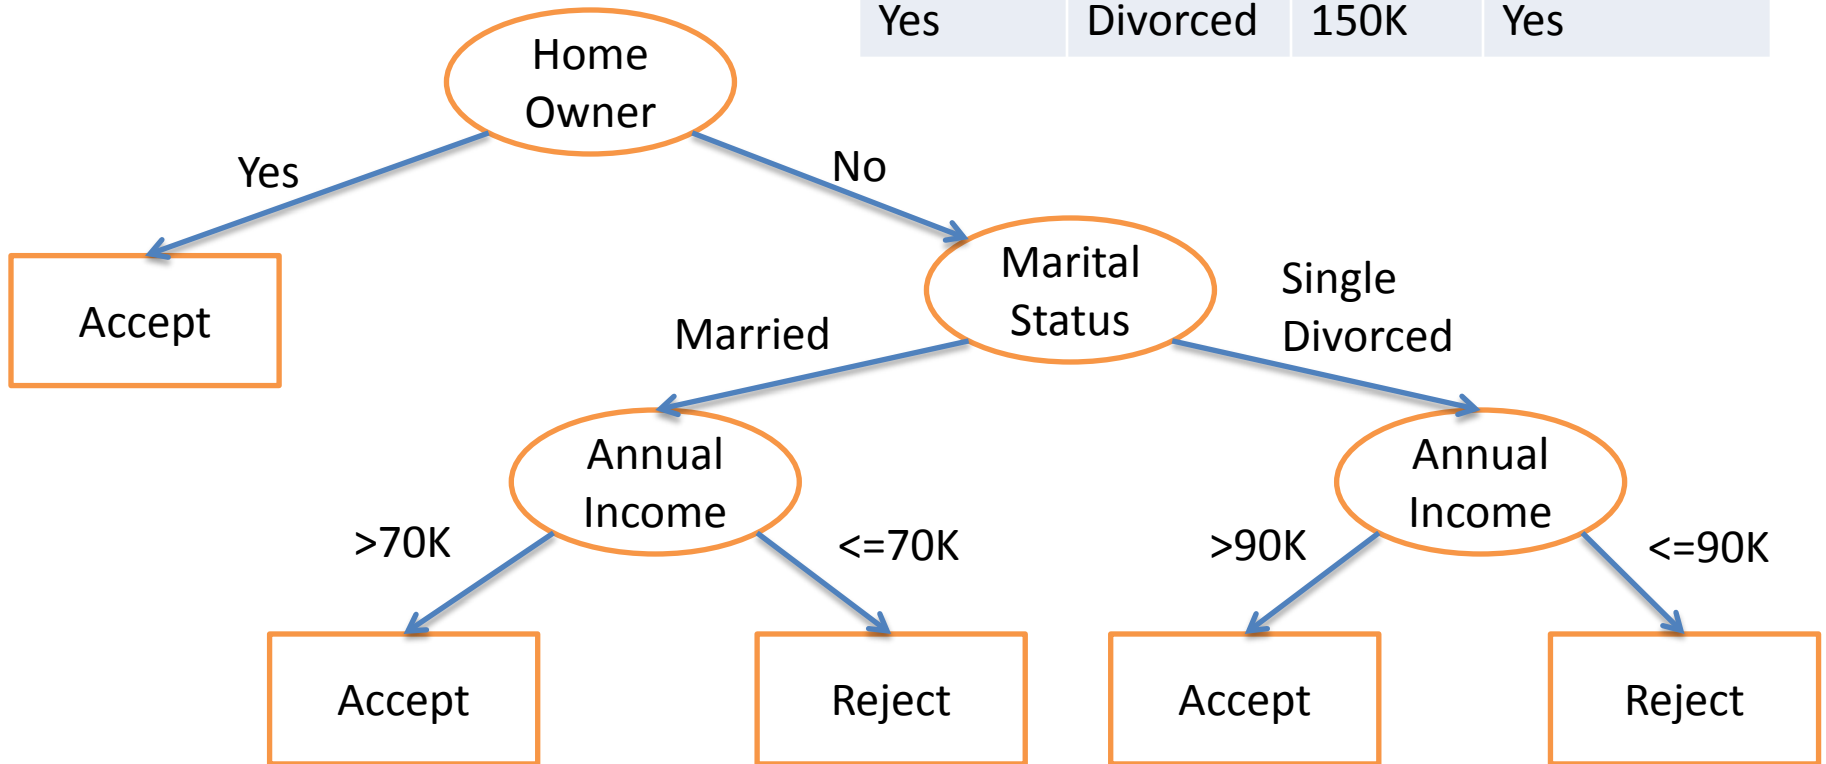 Yes Divorced 150K Yes
Home
Owner
Yes
No
Accept
Marital
Status
Married
Single
Divorced
Annual
Income
Annual
Income
>70K
<=70K
>90K
<=90K
Accept
Reject
Accept
Reject